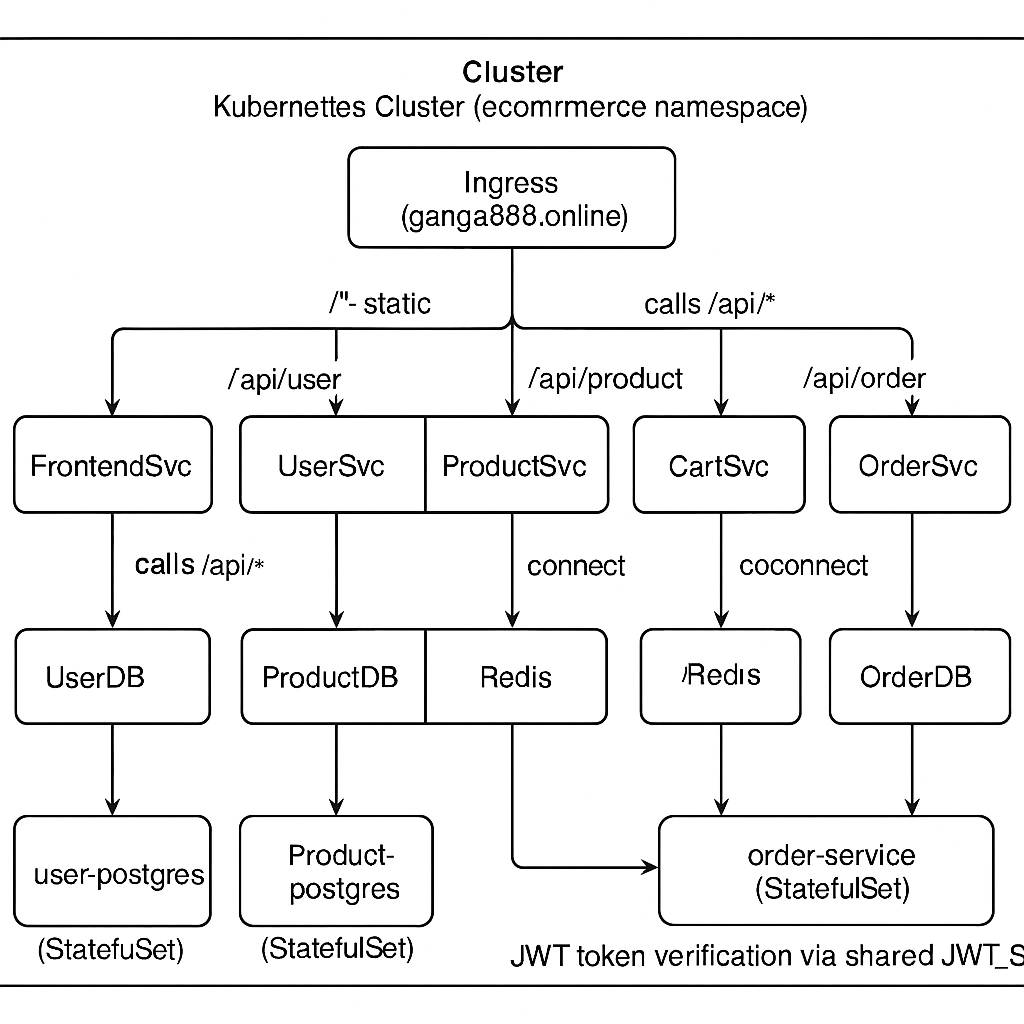 Cluster
Kubernettes Cluster (ecomrmerce namespace)
Ingress
(ganga888.online)
/"- static
calls /api/*
/api/user
/api/product
/api/order
FrontendSvc
UserSvc
ProductSvc
CartSvc
OrderSvc
calls /api/*
connect
coconnect
UserDB
ProductDB
Redis
/Redis
OrderDB
user-postgres
Product-
postgres
order-service
(StatefulSet)
(StatefuSet)
(StatefulSet)
JWT token verification via shared JWT_S